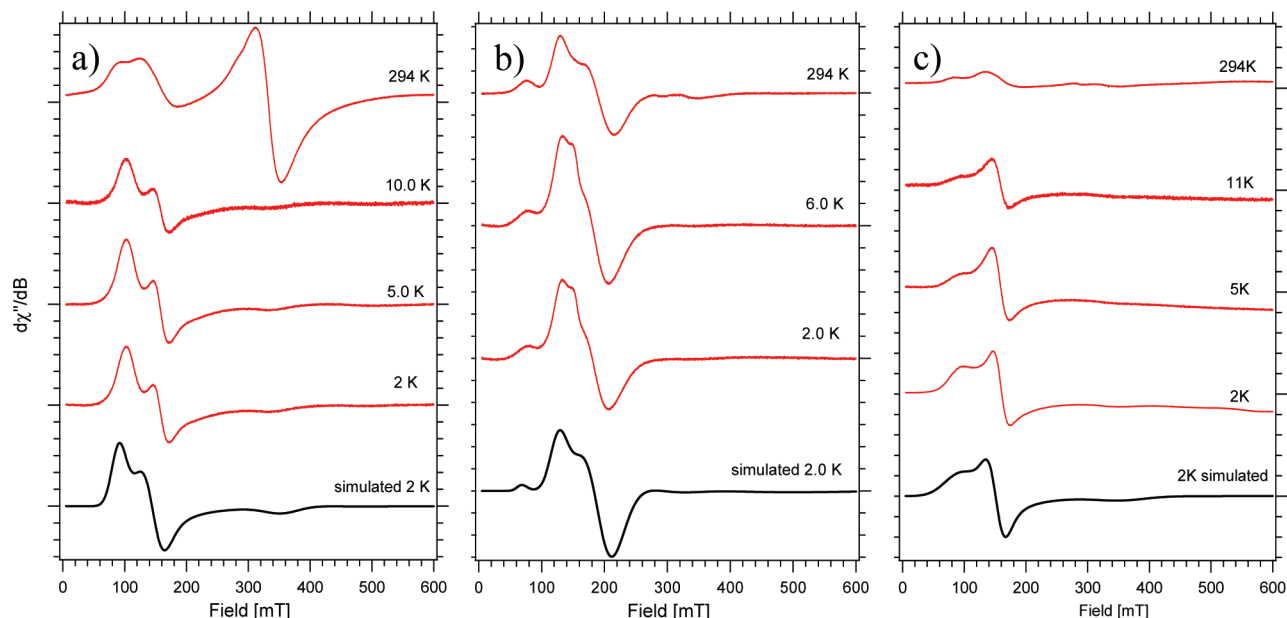 a)
294 K
10.0 K
5.0 K
2 K
simulated 2 K
dχ"/dB
0 100 200 300 400 500 600
Field [mT]
b)
294 K
6.0 K
2.0 K
simulated 2.0 K
0 100 200 300 400 500 600
Field [mT]
c)
294K
11K
5K
2K
2K simulated
0 100 200 300 400 500 600
Field [mT]